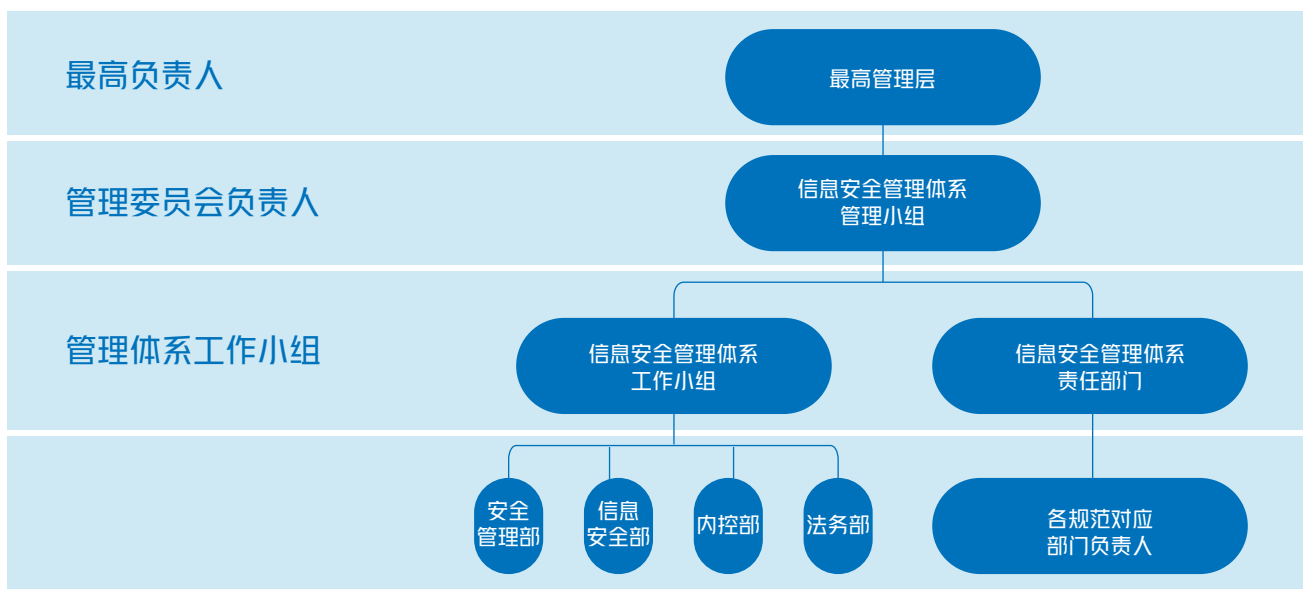 最高负责人
最高管理层
管理委员会负责人
信息安全管理体系
管理小组
管理体系工作小组
信息安全管理体系
工作小组
信息安全管理体系
责任部门
安全
管理部
信息
安全部
内控部
法务部
各规范对应
部门负责人